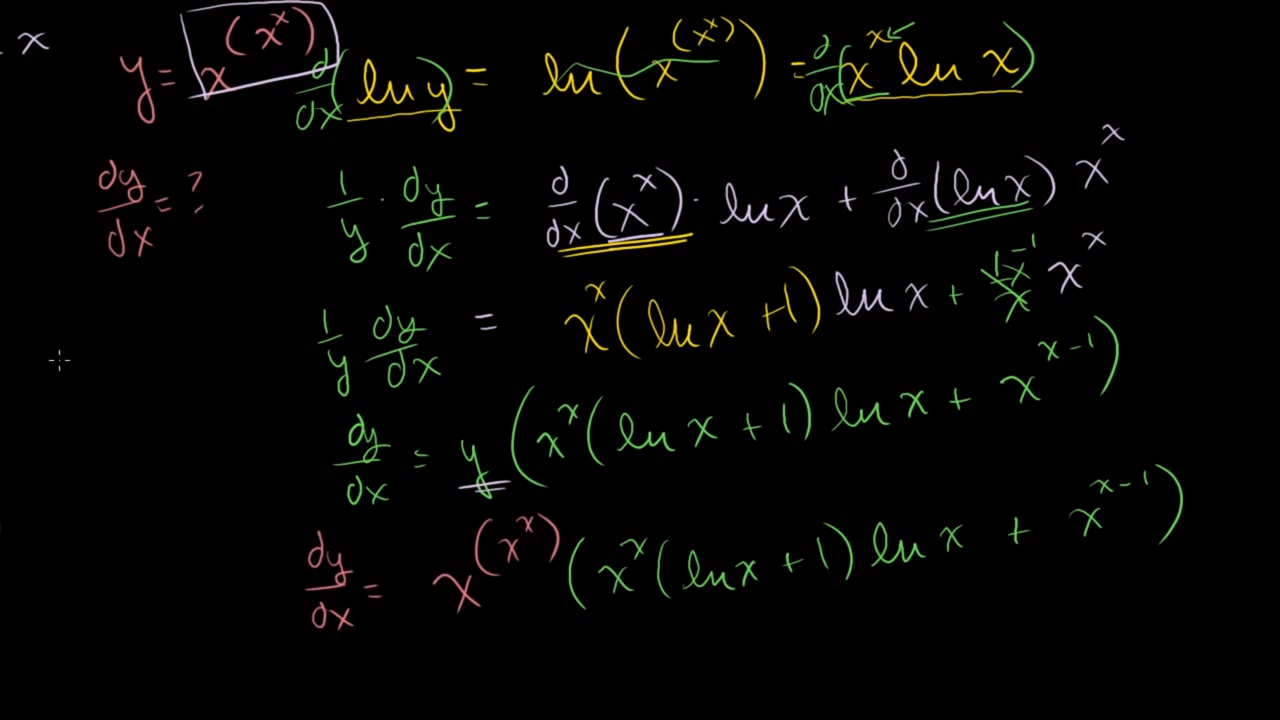 x
y = x^(x^x)
d/dx (ln y) = ln(x^(x^x)) = d/dx (x^x ln x)
dy/dx = ?
1/y · dy/dx = d/dx (x^x) · ln x + d/dx (ln x) x^x
1/y dy/dx = x^x (ln x + 1) ln x + 1/x x^-1 x^x
dy/dx = y (x^x (ln x + 1) ln x + x^(x-1))
dy/dx = x^(x^x) (x^x (ln x + 1) ln x + x^(x-1))